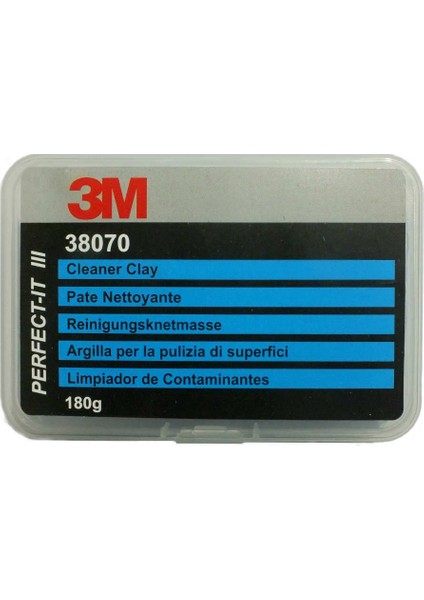 3M
38070
Cleaner Clay
Pate Nettoyante
Reinigungsknetmasse
Argilla per la pulizia di superfici
Limpiador de Contaminantes
180g
PERFECT-IT III